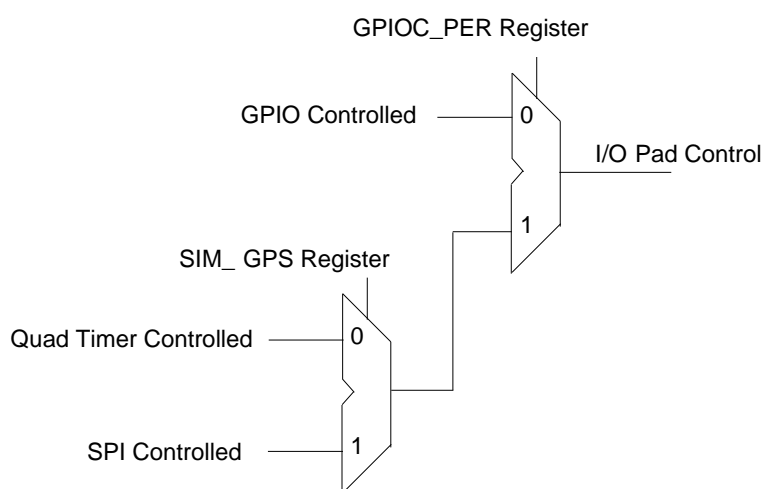 GPIOC_PER Register
GPIO Controlled
0
I/O Pad Control
1
SIM_ GPS Register
Quad Timer Controlled
0
SPI Controlled
1